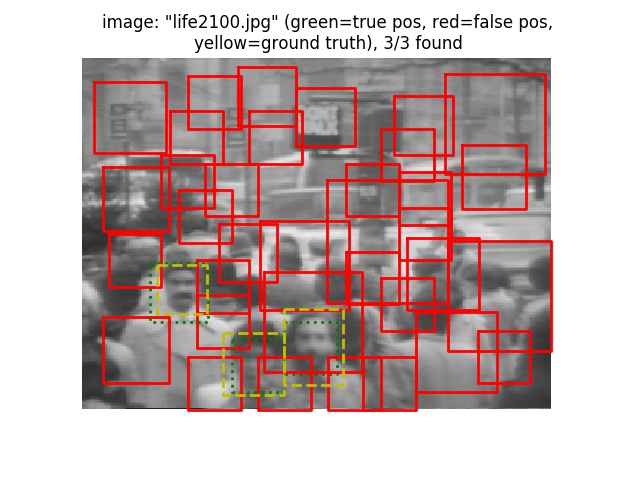 image: "life2100.jpg" (green=true pos, red=false pos,
yellow=ground truth), 3/3 found